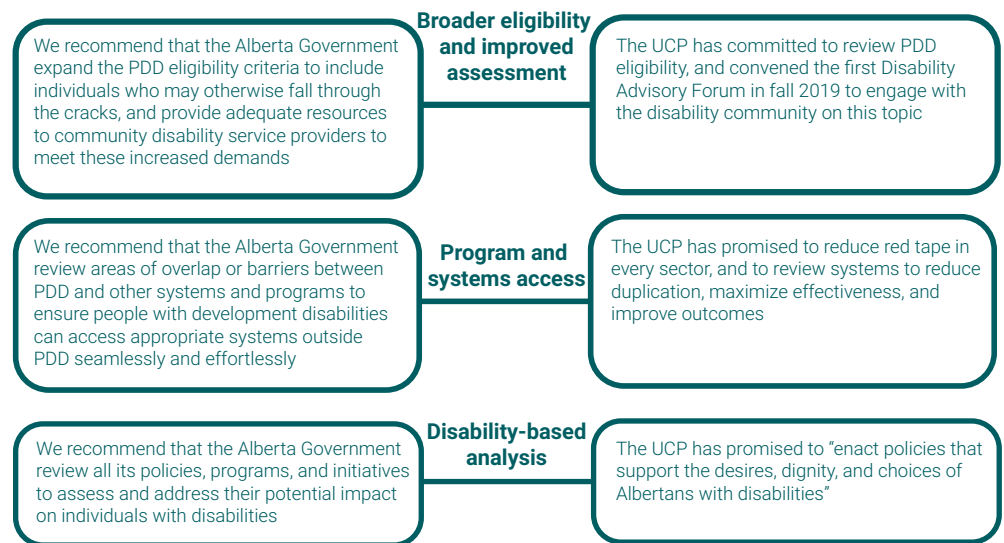 Broader eligibility
and improved
assessment
We recommend that the Alberta Government
expand the PDD eligibility criteria to include
individuals who may otherwise fall through
the cracks, and provide adequate resources
to community disability service providers to
meet these increased demands
The UCP has committed to review PDD
eligibility, and convened the first Disability
Advisory Forum in fall 2019 to engage with
the disability community on this topic
Program and
systems access
We recommend that the Alberta Government
review areas of overlap or barriers between
PDD and other systems and programs to
ensure people with development disabilities
can access appropriate systems outside
PDD seamlessly and effortlessly
The UCP has promised to reduce red tape in
every sector, and to review systems to reduce
duplication, maximize effectiveness, and
improve outcomes
Disability-based
analysis
We recommend that the Alberta Government
review all its policies, programs, and initiatives
to assess and address their potential impact
on individuals with disabilities
The UCP has promised to “enact policies that
support the desires, dignity, and choices of
Albertans with disabilities”